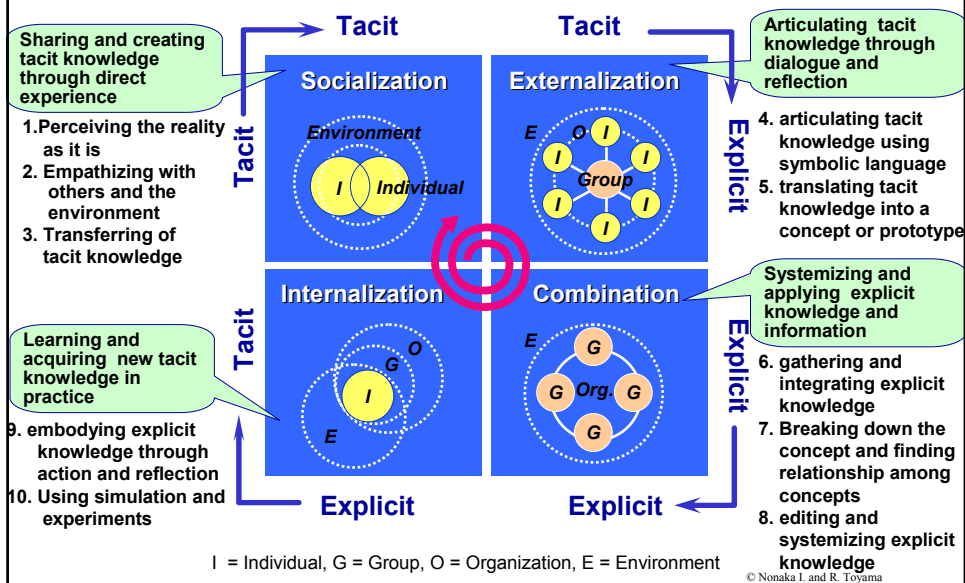 Sharing and creating
tacit knowledge
through direct
experience
1.Perceiving the reality
as it is
2. Empathizing with
others and the
environment
3. Transferring of
tacit knowledge
Tacit
Tacit
Socialization
Environment
I
Individual
Tacit
Externalization
E
O
I
I
I
Group
I
I
I
Explicit
Articulating tacit
knowledge through
dialogue and
reflection
4. articulating tacit
knowledge using
symbolic language
5. translating tacit
knowledge into a
concept or prototype
Learning and
acquiring new tacit
knowledge in
practice
9. embodying explicit
knowledge through
action and reflection
10. Using simulation and
experiments
Tacit
Internalization
O
G
I
E
Explicit
Combination
E
G
G
Org.
G
G
Explicit
Explicit
Systemizing and
applying explicit
knowledge and
information
6. gathering and
integrating explicit
knowledge
7. Breaking down the
concept and finding
relationship among
concepts
8. editing and
systemizing explicit
knowledge
I = Individual, G = Group, O = Organization, E = Environment
© Nonaka I. and R. Toyama